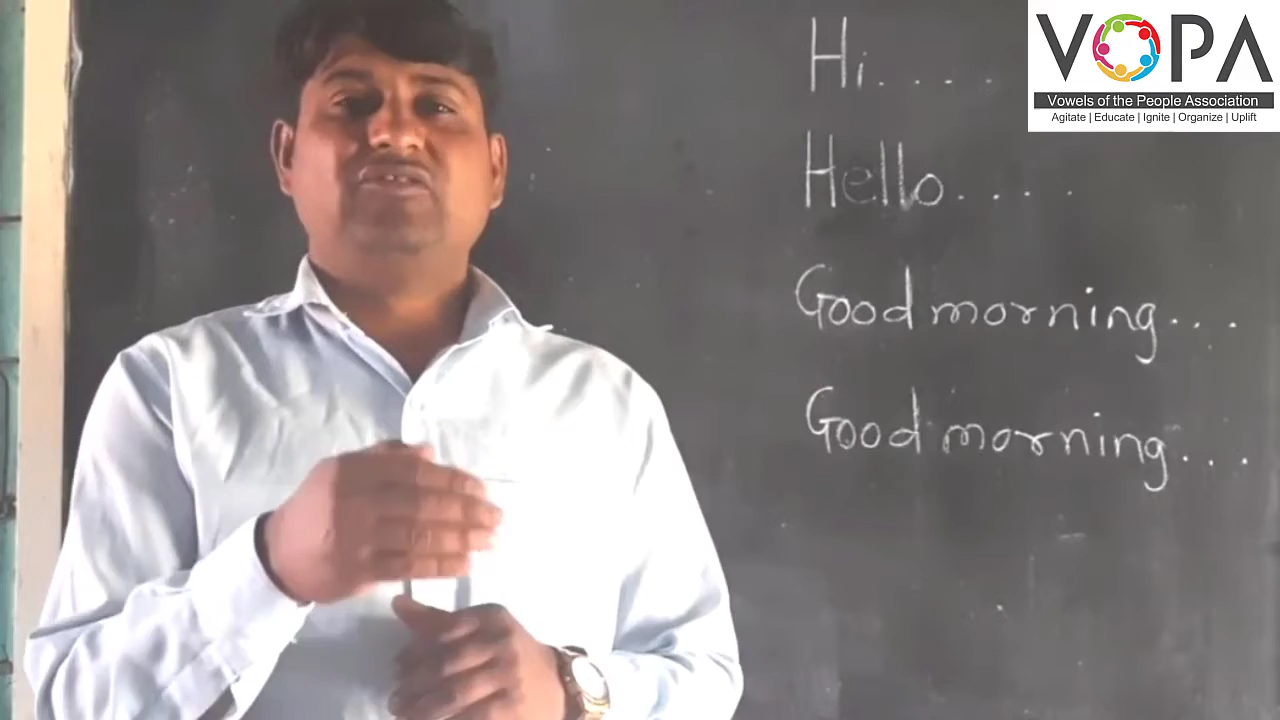 Hi.....
Hello.....
Good morning....
Good morning....
VOPA
Vowels of the People Association
Agitate | Educate | Ignite | Organize | Uplift